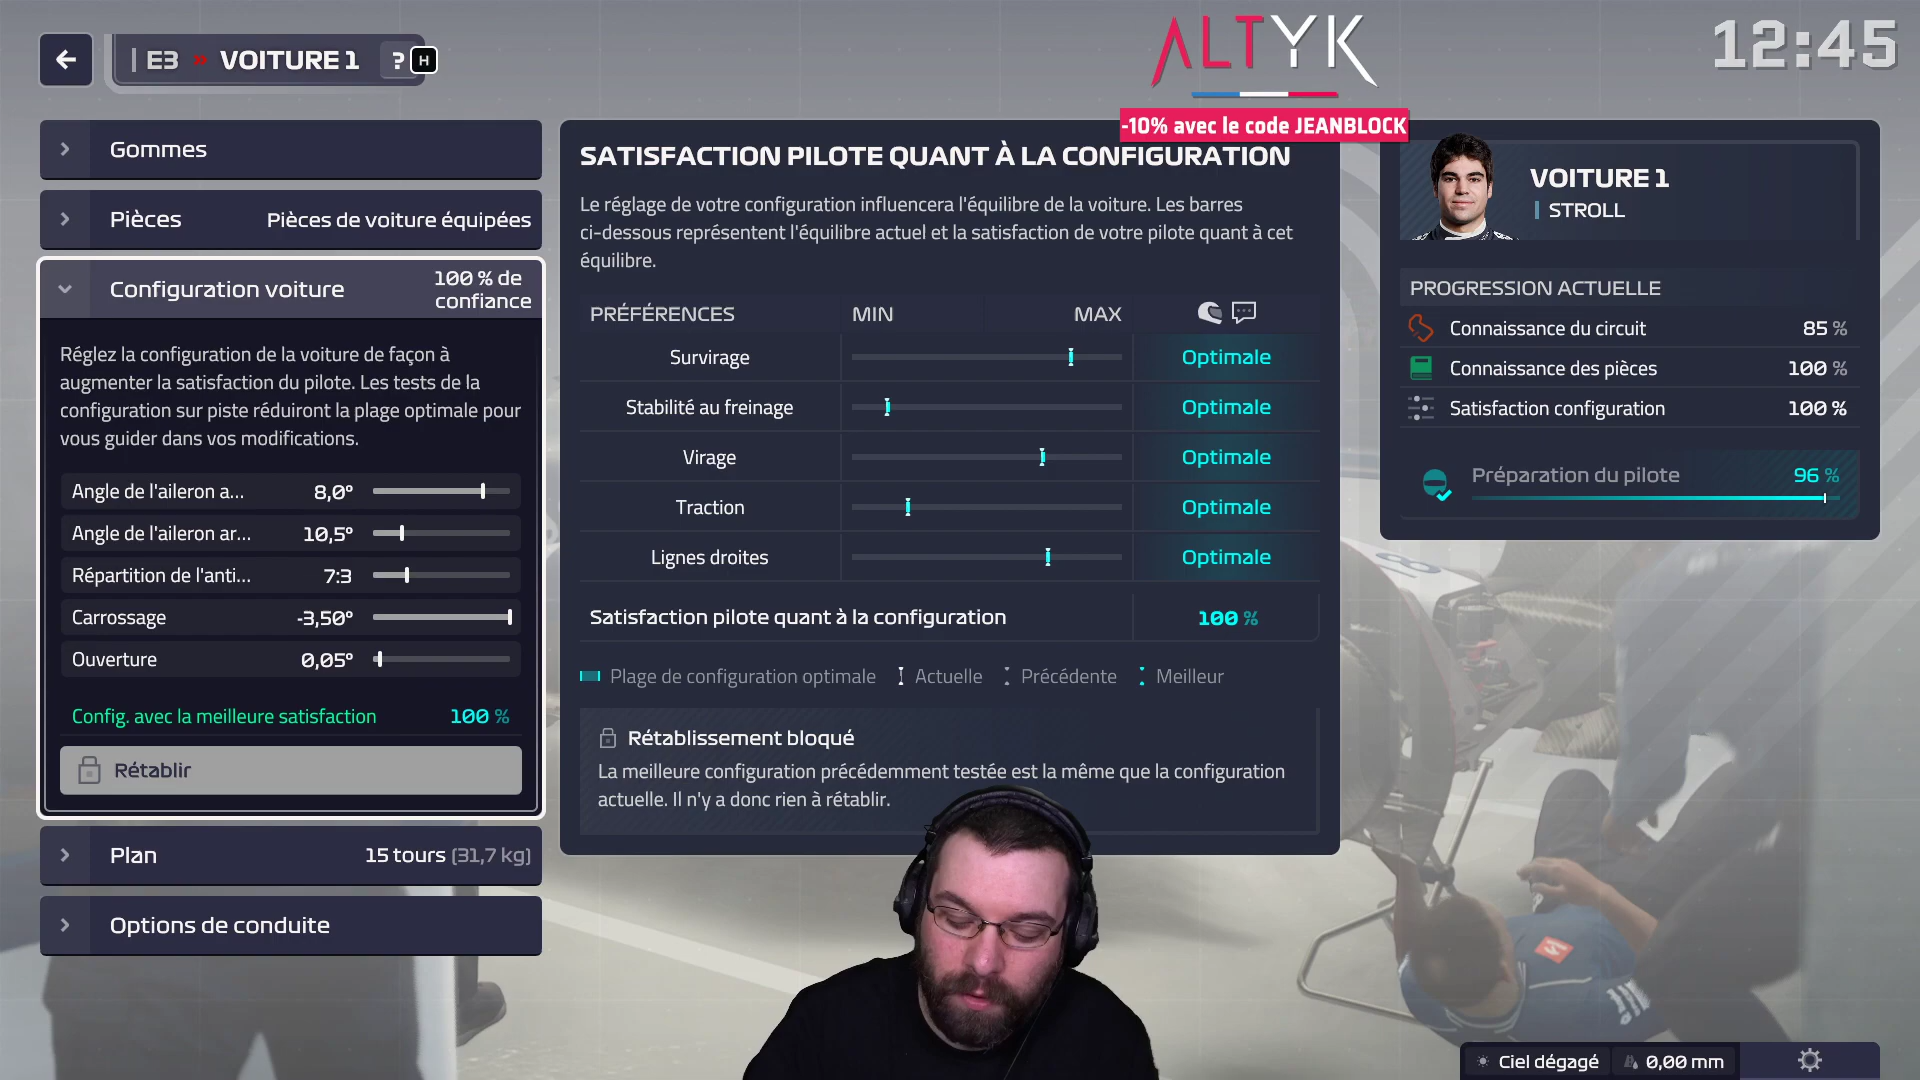 E3 » VOITURE 1 ? H
ALTYK
-10% avec le code JEANBLOCK
12:45
Gommes
Pièces Pièces de voiture équipées
Configuration voiture 100 % de confiance
Réglez la configuration de la voiture de façon à
augmenter la satisfaction du pilote. Les tests de la
configuration sur piste réduiront la plage optimale pour
vous guider dans vos modifications.
Angle de l'aileron a... 8,0°
Angle de l'aileron ar... 10,5°
Répartition de l'anti... 7:3
Carrossage -3,50°
Ouverture 0,05°
Config. avec la meilleure satisfaction 100 %
Rétablir
Plan 15 tours (31,7 kg)
Options de conduite
SATISFACTION PILOTE QUANT À LA CONFIGURATION
Le réglage de votre configuration influencera l'équilibre de la voiture. Les barres
ci-dessous représentent l'équilibre actuel et la satisfaction de votre pilote quant à cet
équilibre.
PRÉFÉRENCES MIN MAX
Survirage Optimale
Stabilité au freinage Optimale
Virage Optimale
Traction Optimale
Lignes droites Optimale
Satisfaction pilote quant à la configuration 100 %
Plage de configuration optimale Actuelle Précédente Meilleur
Rétablissement bloqué
La meilleure configuration précédemment testée est la même que la configuration
actuelle. Il n'y a donc rien à rétablir.
VOITURE 1
STROLL
PROGRESSION ACTUELLE
Connaissance du circuit 85 %
Connaissance des pièces 100 %
Satisfaction configuration 100 %
Préparation du pilote 96 %
Ciel dégagé 0,00 mm